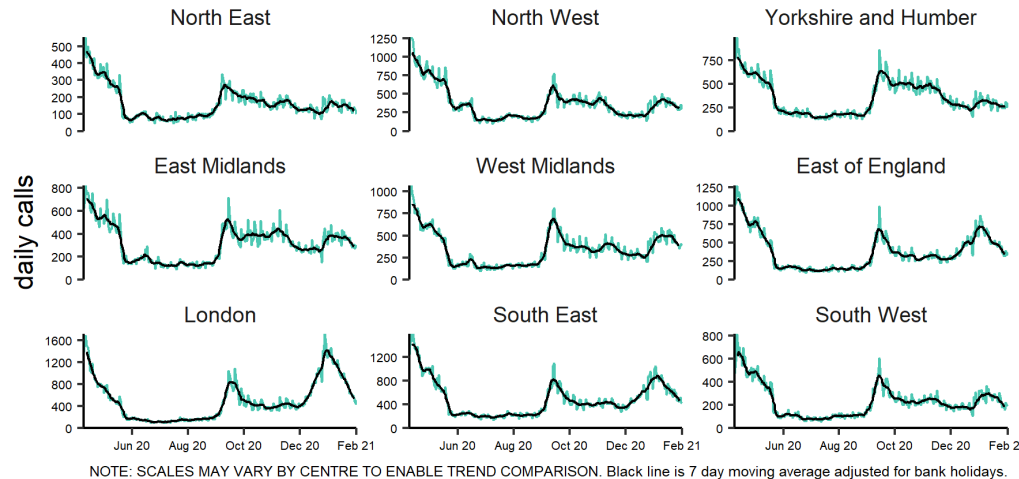 North East North West Yorkshire and Humber
500 400 300 200 100 0
1250 1000 750 500 250 0
750 500 250 0
daily calls
East Midlands West Midlands East of England
800 600 400 200 0
1000 750 500 250 0
1250 1000 750 500 250 0
London South East South West
1600 1200 800 400 0
1200 800 400 0
800 600 400 200 0
Jun 20 Aug 20 Oct 20 Dec 20 Feb 21 Jun 20 Aug 20 Oct 20 Dec 20 Jun 20 Aug 20 Oct 20 Dec 20 Feb 2
NOTE: SCALES MAY VARY BY CENTRE TO ENABLE TREND COMPARISON. Black line is 7 day moving average adjusted for bank holidays.